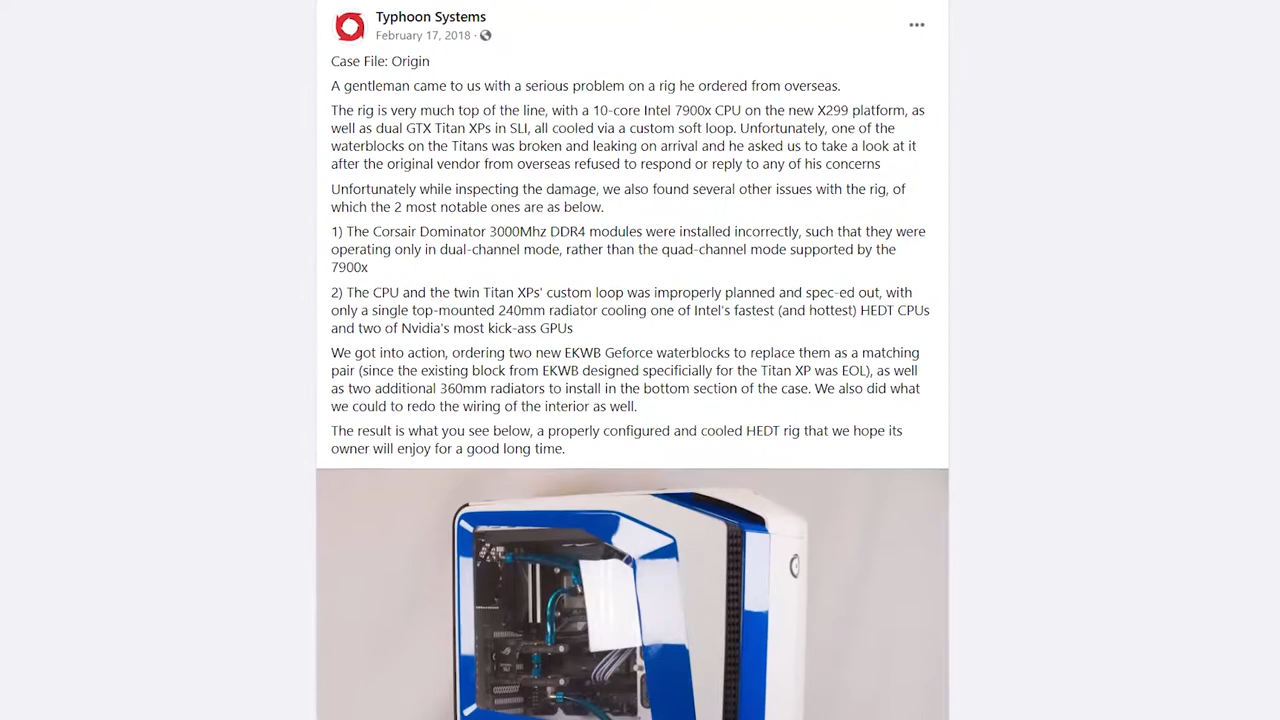 Typhoon Systems
February 17, 2018 ·
Case File: Origin
A gentleman came to us with a serious problem on a rig he ordered from overseas.
The rig is very much top of the line, with a 10-core Intel 7900x CPU on the new X299 platform, as
well as dual GTX Titan XPs in SLI, all cooled via a custom soft loop. Unfortunately, one of the
waterblocks on the Titans was broken and leaking on arrival and he asked us to take a look at it
after the original vendor from overseas refused to respond or reply to any of his concerns
Unfortunately while inspecting the damage, we also found several other issues with the rig, of
which the 2 most notable ones are as below.
1) The Corsair Dominator 3000Mhz DDR4 modules were installed incorrectly, such that they were
operating only in dual-channel mode, rather than the quad-channel mode supported by the
7900x
2) The CPU and the twin Titan XPs' custom loop was improperly planned and spec-ed out, with
only a single top-mounted 240mm radiator cooling one of Intel's fastest (and hottest) HEDT CPUs
and two of Nvidia's most kick-ass GPUs
We got into action, ordering two new EKWB Geforce waterblocks to replace them as a matching
pair (since the existing block from EKWB designed specificially for the Titan XP was EOL), as well
as two additional 360mm radiators to install in the bottom section of the case. We also did what
we could to redo the wiring of the interior as well.
The result is what you see below, a properly configured and cooled HEDT rig that we hope its
owner will enjoy for a good long time.